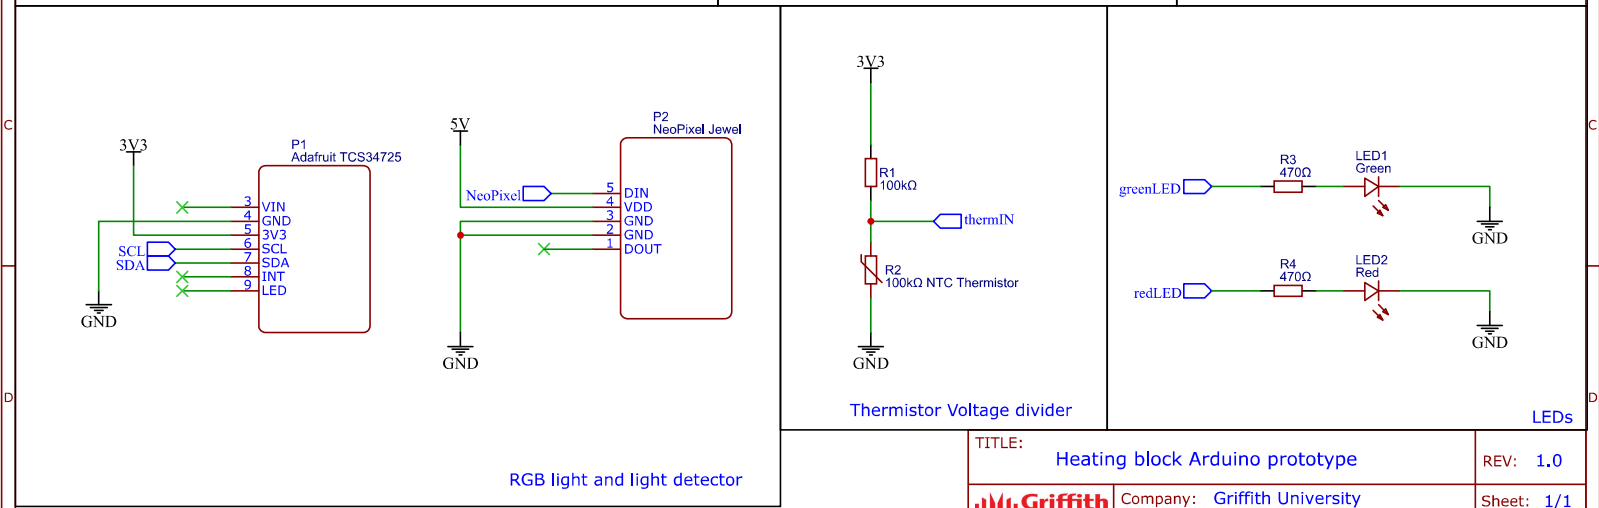 C
D
3V3
P1
Adafruit TCS34725
3 VIN
4 GND
5 3V3
6 SCL
7 SDA
8 INT
9 LED
SCL
SDA
GND
5V
P2
NeoPixel Jewel
NeoPixel
5 DIN
4 VDD
3 GND
2 GND
1 DOUT
GND
RGB light and light detector
3V3
R1
100kΩ
thermIN
R2
100kΩ NTC Thermistor
GND
Thermistor Voltage divider
greenLED
R3
470Ω
LED1
Green
GND
redLED
R4
470Ω
LED2
Red
GND
LEDs
C
D
TITLE:
Heating block Arduino prototype
REV: 1.0
Griffith
Company: Griffith University
Sheet: 1/1